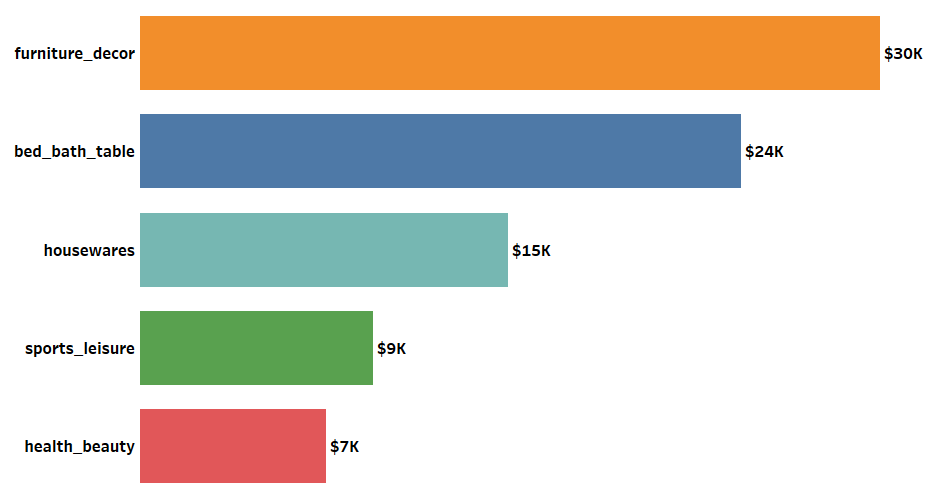 furniture_decor $30K
bed_bath_table $24K
housewares $15K
sports_leisure $9K
health_beauty $7K